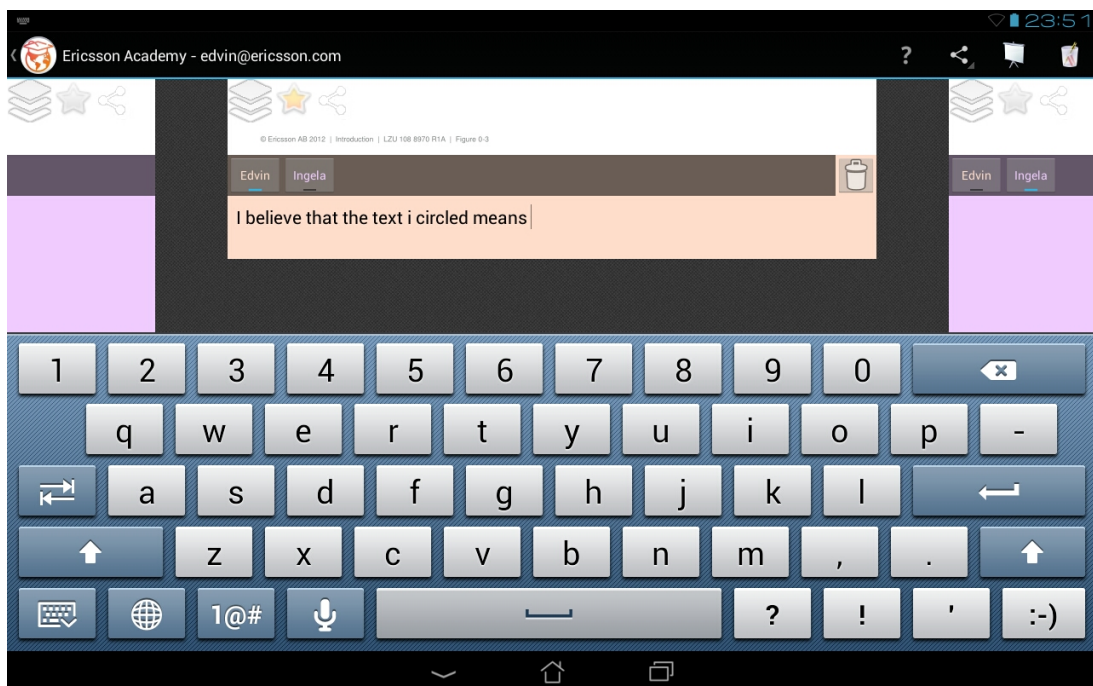 23:51
Ericsson Academy - edvin@ericsson.com ?
© Ericsson AB 2012 | Introduction | LZU 108 8970 R1A | Figure 0-3
Edvin Ingela
Edvin Ingela
I believe that the text i circled means
1 2 3 4 5 6 7 8 9 0
q w e r t y u i o p -
a s d f g h j k l
z x c v b n m , .
1@# ? ! ' :-)